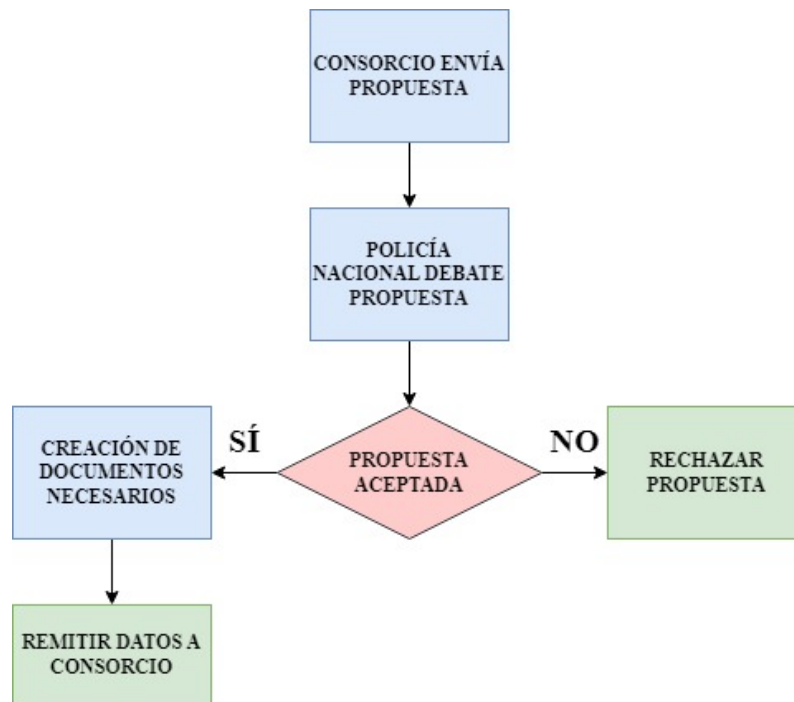 CONSORCIO ENVÍA
PROPUESTA
POLICÍA
NACIONAL DEBATE
PROPUESTA
SÍ
NO
CREACIÓN DE
DOCUMENTOS
NECESARIOS
PROPUESTA
ACEPTADA
RECHAZAR
PROPUESTA
REMITIR DATOS A
CONSORCIO